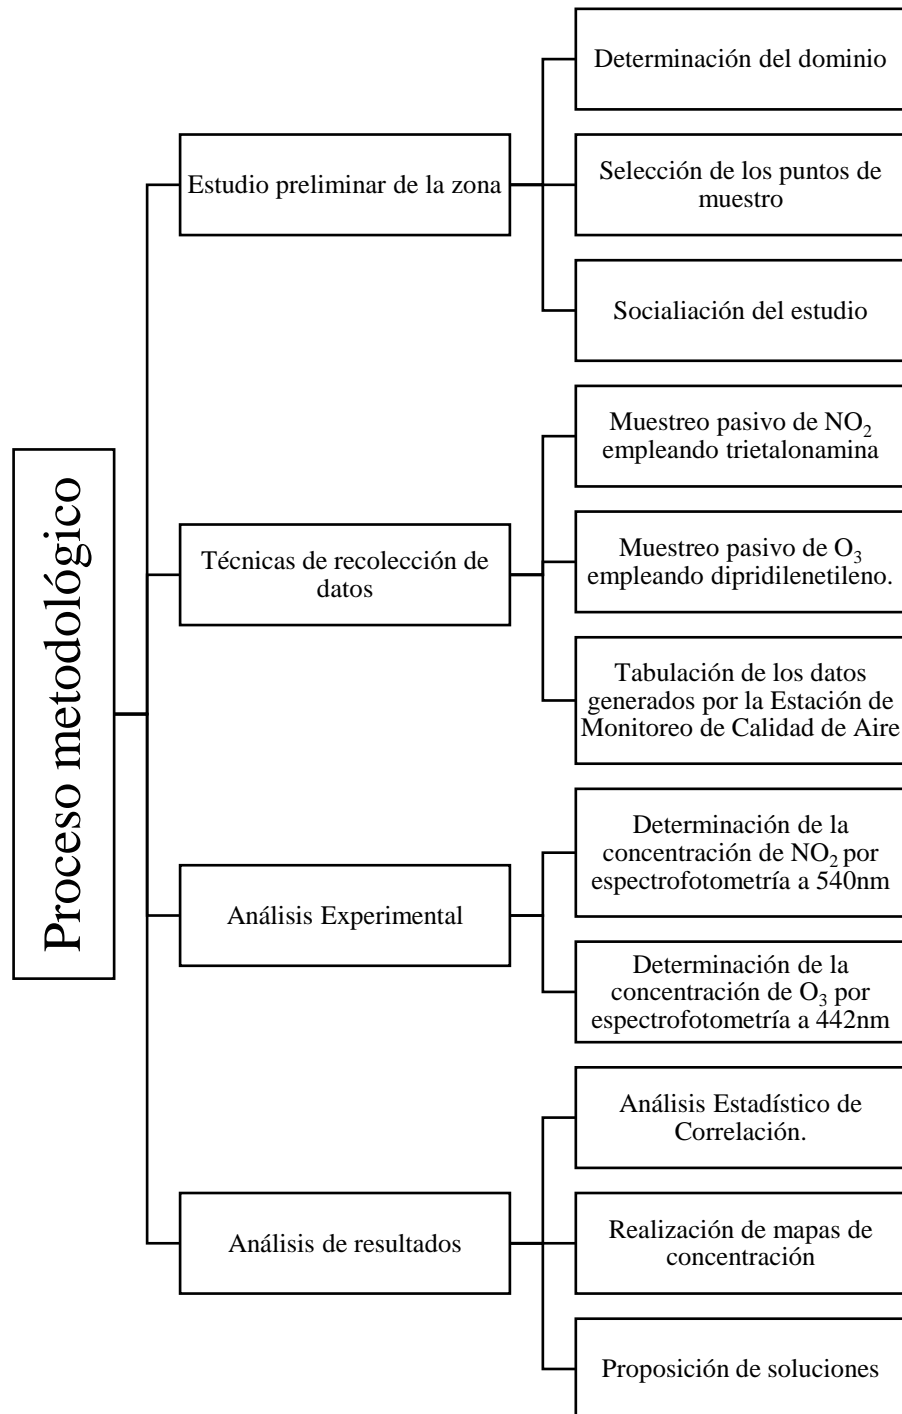 Proceso metodológico
Estudio preliminar de la zona
Determinación del dominio
Selección de los puntos de
muestro
Socialiación del estudio
Técnicas de recolección de
datos
Muestreo pasivo de NO₂
empleando trietalonamina
Muestreo pasivo de O₃
empleando dipridilenetileno.
Tabulación de los datos
generados por la Estación de
Monitoreo de Calidad de Aire
Análisis Experimental
Determinación de la
concentración de NO₂ por
espectrofotometría a 540nm
Determinación de la
concentración de O₃ por
espectrofotometría a 442nm
Análisis de resultados
Análisis Estadístico de
Correlación.
Realización de mapas de
concentración
Proposición de soluciones